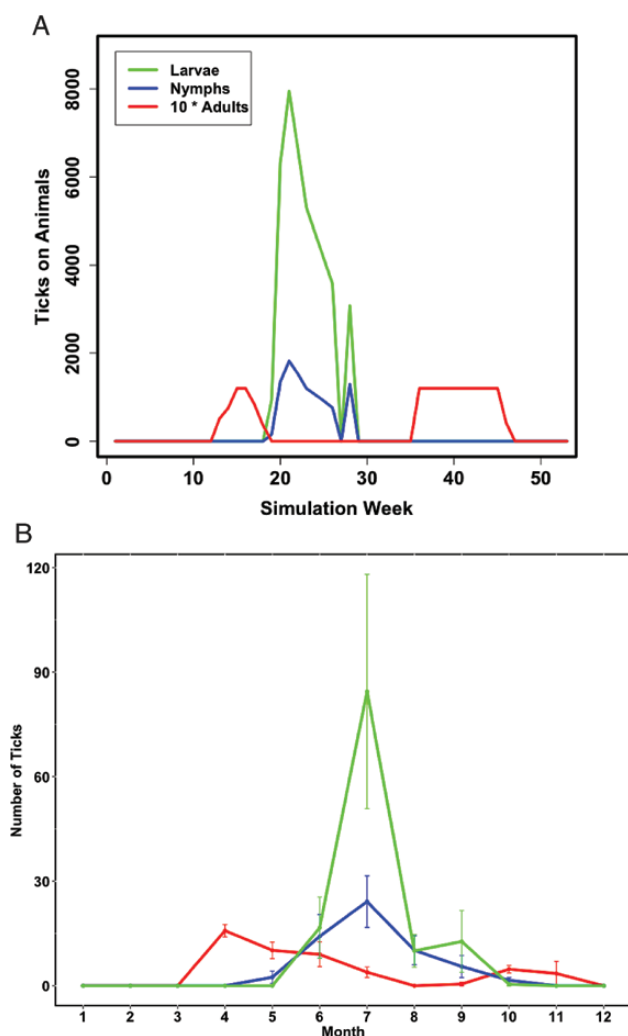 A
Larvae
Nymphs
10 * Adults
Ticks on Animals
8000
6000
4000
2000
0
0 10 20 30 40 50
Simulation Week
B
Number of Ticks
120
90
60
30
0
1 2 3 4 5 6 7 8 9 10 11 12
Month